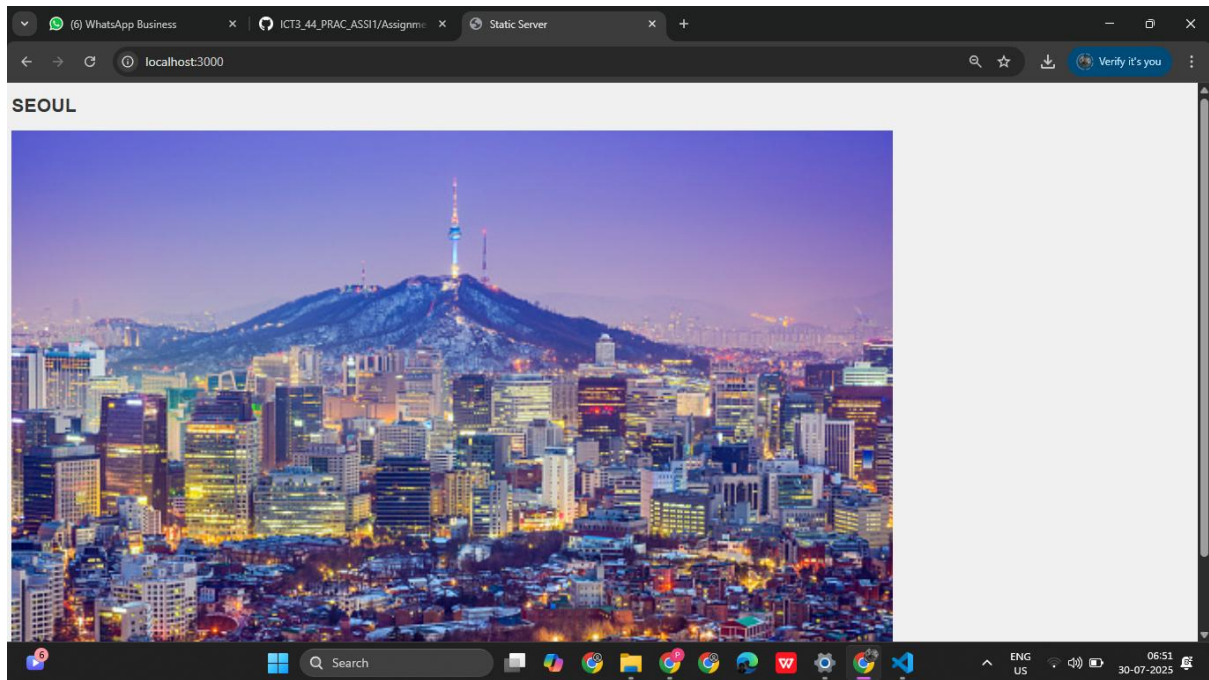 (6) WhatsApp Business
ICT3_44_PRAC_ASSI1/Assignme
Static Server
localhost:3000
Verify it's you
SEOUL
6
Search
P
W
ENG
US
06:51
30-07-2025